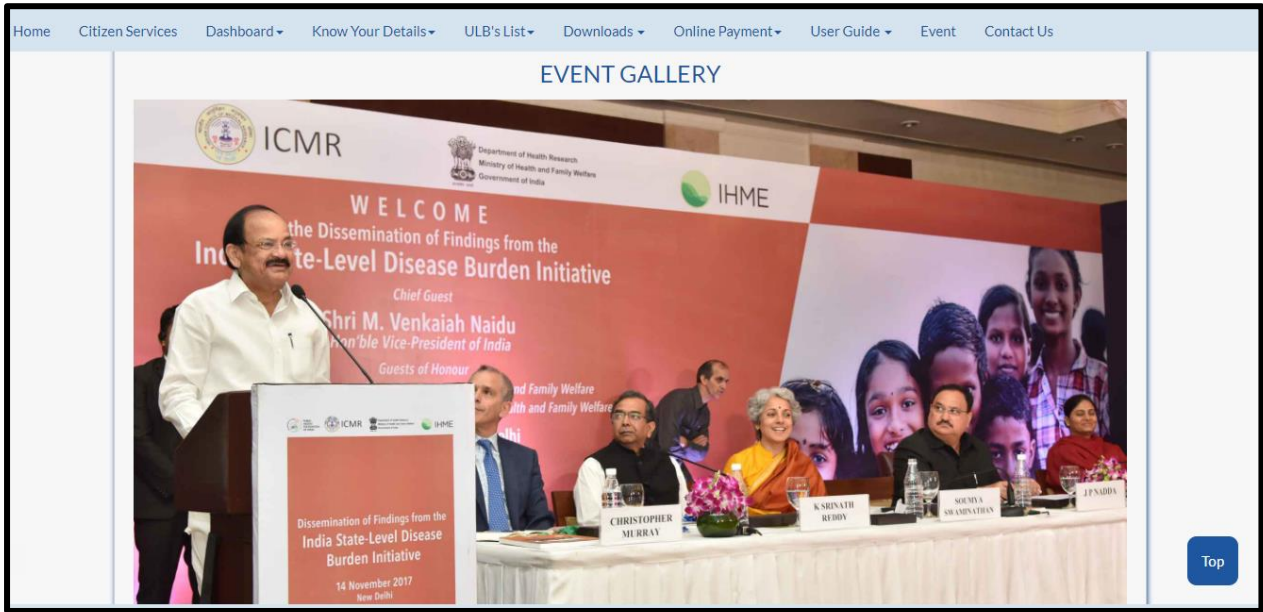 Home Citizen Services Dashboard Know Your Details ULB's List Downloads Online Payment User Guide Event Contact Us
EVENT GALLERY
ICMR
Department of Health Research
Ministry of Health and Family Welfare
Government of India
IHME
WELCOME
the Dissemination of Findings from the
te-Level Disease Burden Initiative
Chief Guest
Shri M. Venkaiah Naidu
Hon'ble Vice-President of India
Guests of Honour
nd Family Welfare
lth and Family Welfare
lhi
ICMR
IHME
Dissemination of Findings from the
India State-Level Disease
Burden Initiative
14 November 2017
New Delhi
CHRISTOPHER
MURRAY
K SRINATH
REDDY
SOUMYA
SWAMINATHAN
J P NADDA
Top